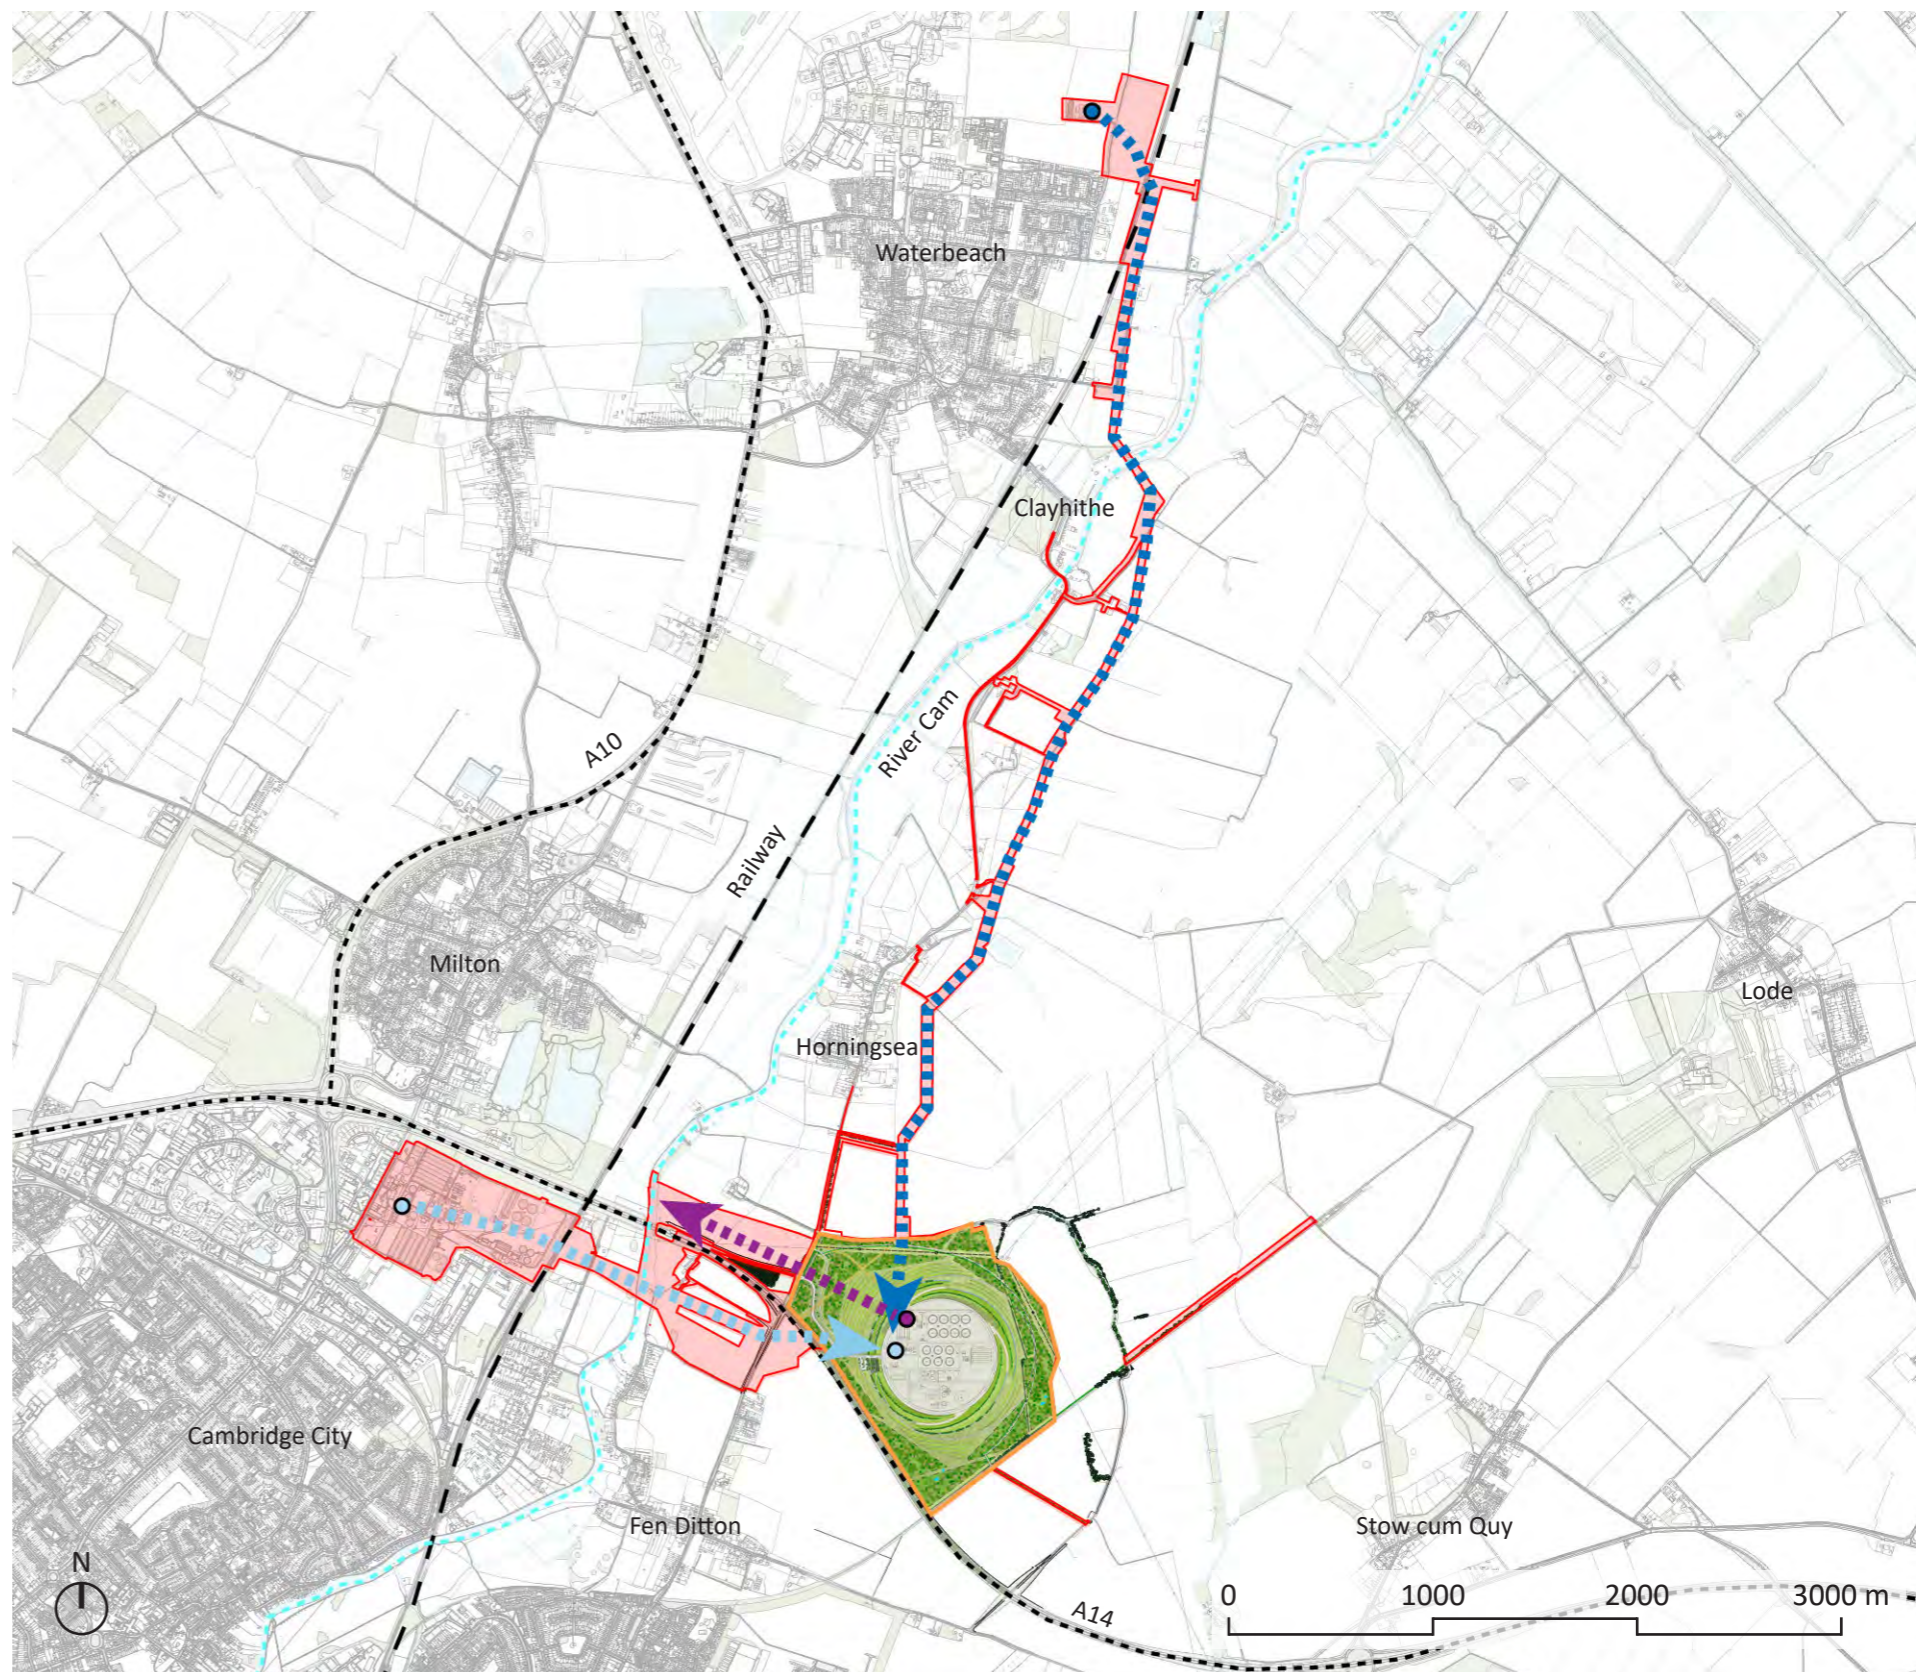 Waterbeach
Clayhithe
River Cam
A10
Railway
Milton
Lode
Horningsea
Cambridge City
Fen Ditton
Stow cum Quy
N
A14
0 1000 2000 3000 m